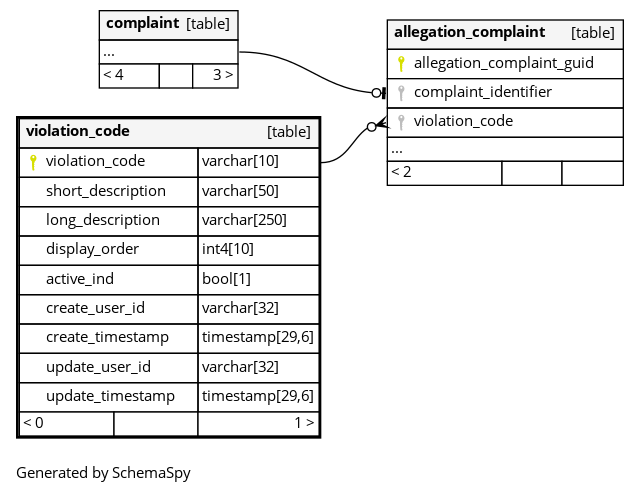 complaint [table]
...
< 4 3 >
allegation_complaint [table]
allegation_complaint_guid
complaint_identifier
violation_code
...
< 2
violation_code [table]
violation_code varchar[10]
short_description varchar[50]
long_description varchar[250]
display_order int4[10]
active_ind bool[1]
create_user_id varchar[32]
create_timestamp timestamp[29,6]
update_user_id varchar[32]
update_timestamp timestamp[29,6]
< 0 1 >
Generated by SchemaSpy